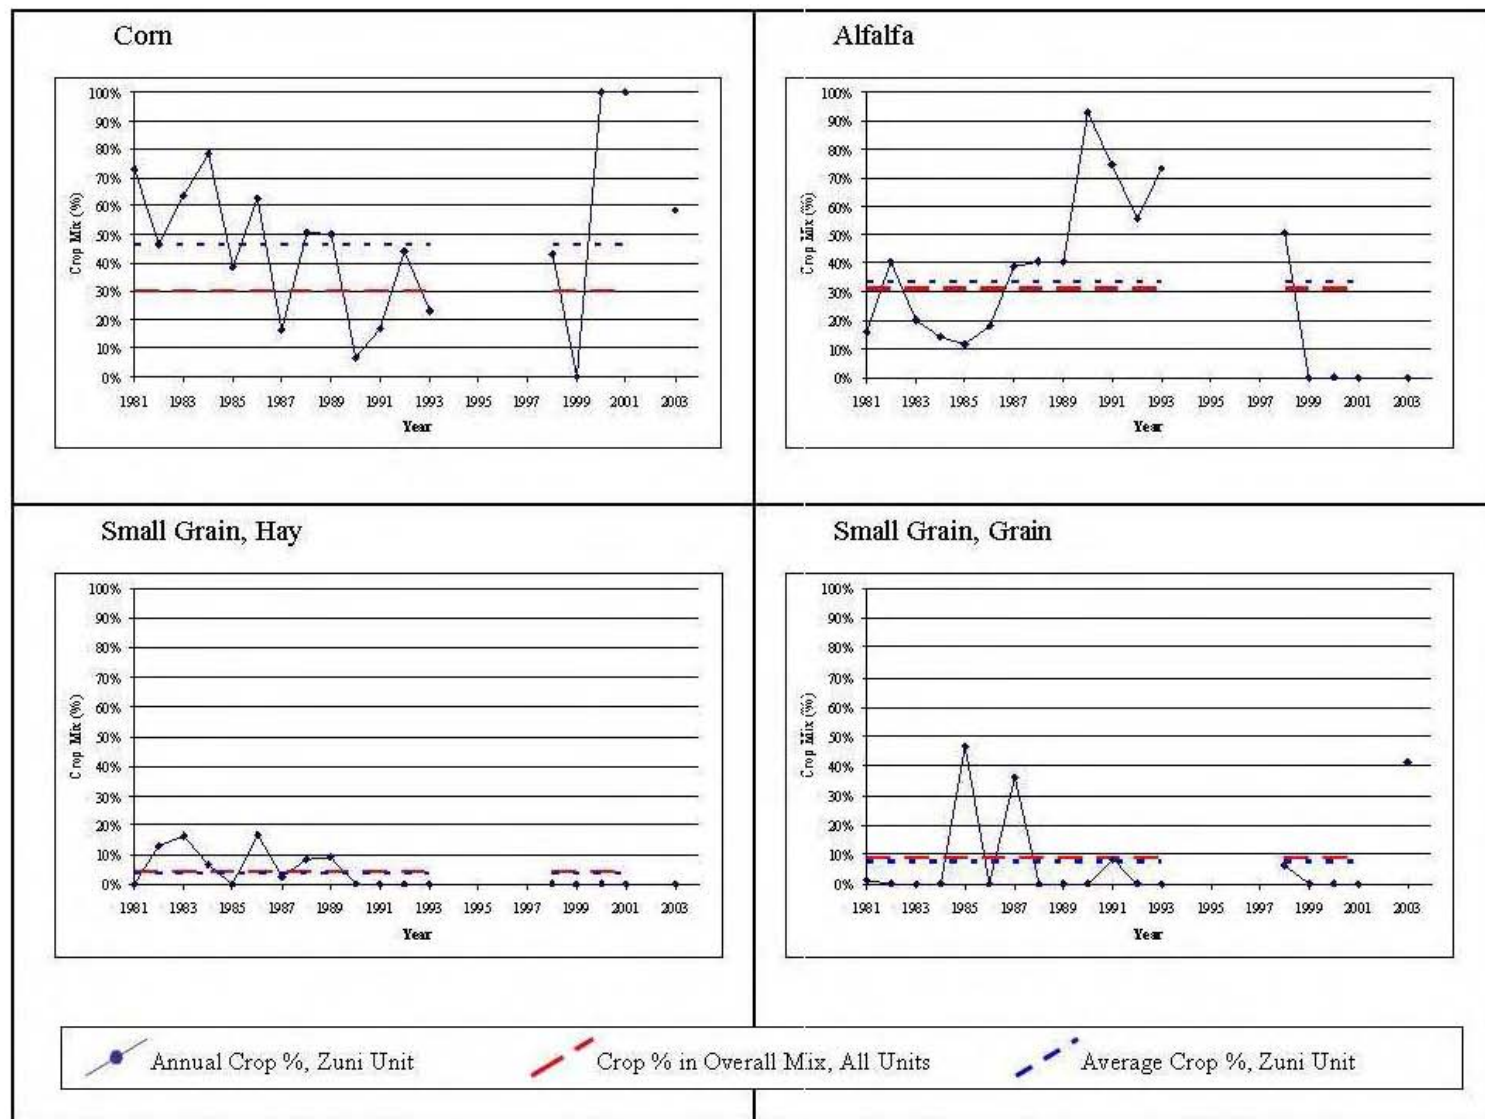 Corn
100%
90%
80%
70%
60%
50%
40%
30%
20%
10%
0%
Crop Mix (%)
1981 1983 1985 1987 1989 1991 1993 1995 1997 1999 2001 2003
Year
Alfalfa
100%
90%
80%
70%
60%
50%
40%
30%
20%
10%
0%
Crop Mix (%)
1981 1983 1985 1987 1989 1991 1993 1995 1997 1999 2001 2003
Year
Small Grain, Hay
100%
90%
80%
70%
60%
50%
40%
30%
20%
10%
0%
Crop Mix (%)
1981 1983 1985 1987 1989 1991 1993 1995 1997 1999 2001 2003
Year
Small Grain, Grain
100%
90%
80%
70%
60%
50%
40%
30%
20%
10%
0%
Crop Mix (%)
1981 1983 1985 1987 1989 1991 1993 1995 1997 1999 2001 2003
Year
Annual Crop %, Zuni Unit
Crop % in Overall Mix, All Units
Average Crop %, Zuni Unit